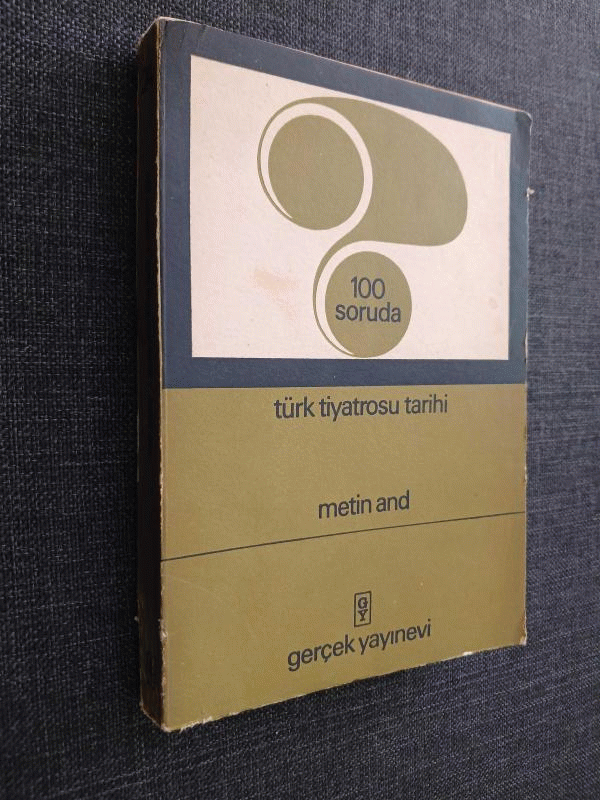 100
soruda
türk tiyatrosu tarihi
metin and
GY
gerçek yayınevi